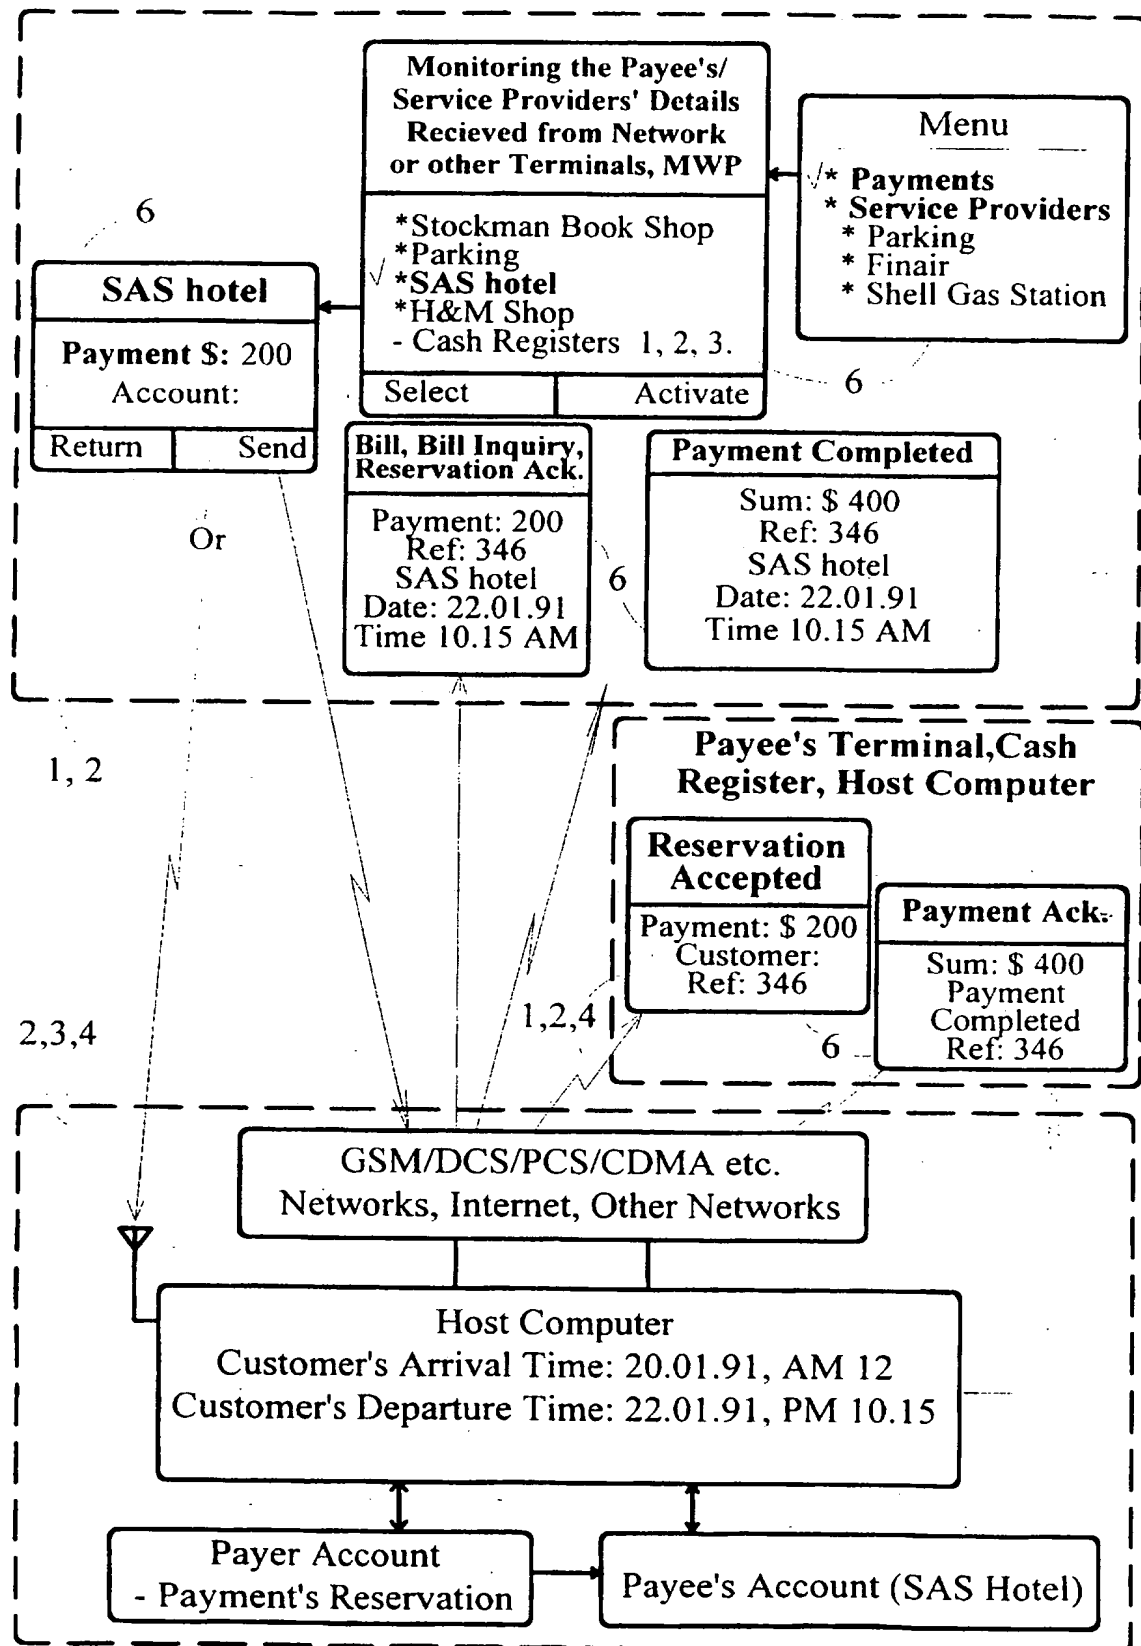 Monitoring the Payee's/
Service Providers' Details
Recieved from Network
or other Terminals, MWP
*Stockman Book Shop
*Parking
*SAS hotel
*H&M Shop
- Cash Registers 1, 2, 3.
Select
Activate
Menu
* Payments
* Service Providers
* Parking
* Finair
* Shell Gas Station
6
6
SAS hotel
Payment $: 200
Account:
Return
Send
Or
Bill, Bill Inquiry,
Reservation Ack.
Payment: 200
Ref: 346
SAS hotel
Date: 22.01.91
Time 10.15 AM
6
Payment Completed
Sum: $ 400
Ref: 346
SAS hotel
Date: 22.01.91
Time 10.15 AM
1, 2
Payee's Terminal,Cash
Register, Host Computer
Reservation
Accepted
Payment: $ 200
Customer:
Ref: 346
Payment Ack.
Sum: $ 400
Payment
Completed
Ref: 346
1,2,4
6
2,3,4
GSM/DCS/PCS/CDMA etc.
Networks, Internet, Other Networks
Host Computer
Customer's Arrival Time: 20.01.91, AM 12
Customer's Departure Time: 22.01.91, PM 10.15
Payer Account
- Payment's Reservation
Payee's Account (SAS Hotel)